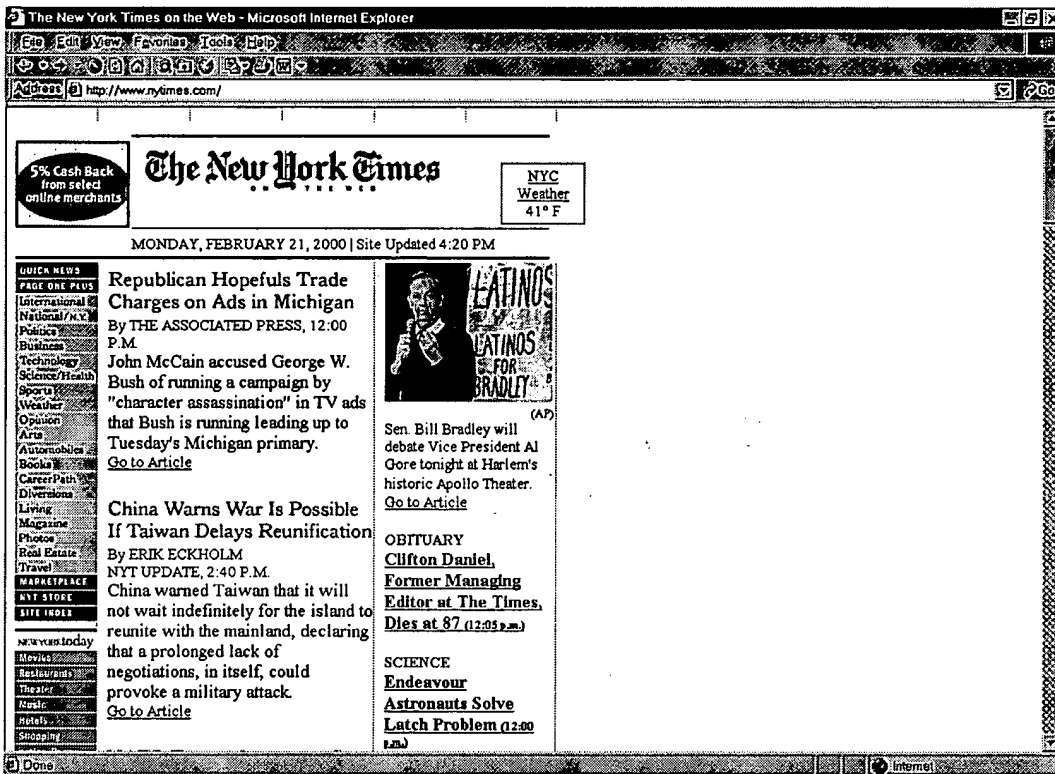 The New York Times on the Web - Microsoft Internet Explorer
File Edit View Favorites Tools Help
Address http://www.nytimes.com/ Go
5% Cash Back
from select
online merchants
The New York Times
ON THE WEB
NYC
Weather
41° F
MONDAY, FEBRUARY 21, 2000 | Site Updated 4:20 PM
QUICK NEWS
PAGE ONE PLUS
International
National/N.Y.
Politics
Business
Technology
Science/Health
Sports
Weather
Opinion
Arts
Automobiles
Books
CareerPath
Diversions
Living
Magazine
Photos
Real Estate
Travel
MARKETPLACE
NYT STORE
SITE INDEX
NEW YORK today
Movies
Restaurants
Theater
Music
Hotels
Shopping
Republican Hopefuls Trade
Charges on Ads in Michigan
By THE ASSOCIATED PRESS, 12:00
P.M.
John McCain accused George W.
Bush of running a campaign by
"character assassination" in TV ads
that Bush is running leading up to
Tuesday's Michigan primary.
Go to Article
China Warns War Is Possible
If Taiwan Delays Reunification
By ERIK ECKHOLM
NYT UPDATE, 2:40 P.M.
China warned Taiwan that it will
not wait indefinitely for the island to
reunite with the mainland, declaring
that a prolonged lack of
negotiations, in itself, could
provoke a military attack.
Go to Article
LATINOS
LATINOS
FOR
BRADLEY
(AP)
Sen. Bill Bradley will
debate Vice President Al
Gore tonight at Harlem's
historic Apollo Theater.
Go to Article
OBITUARY
Clifton Daniel,
Former Managing
Editor at The Times,
Dies at 87 (12:05 p.m.)
SCIENCE
Endeavour
Astronauts Solve
Latch Problem (12:00
p.m.)
Done
Internet